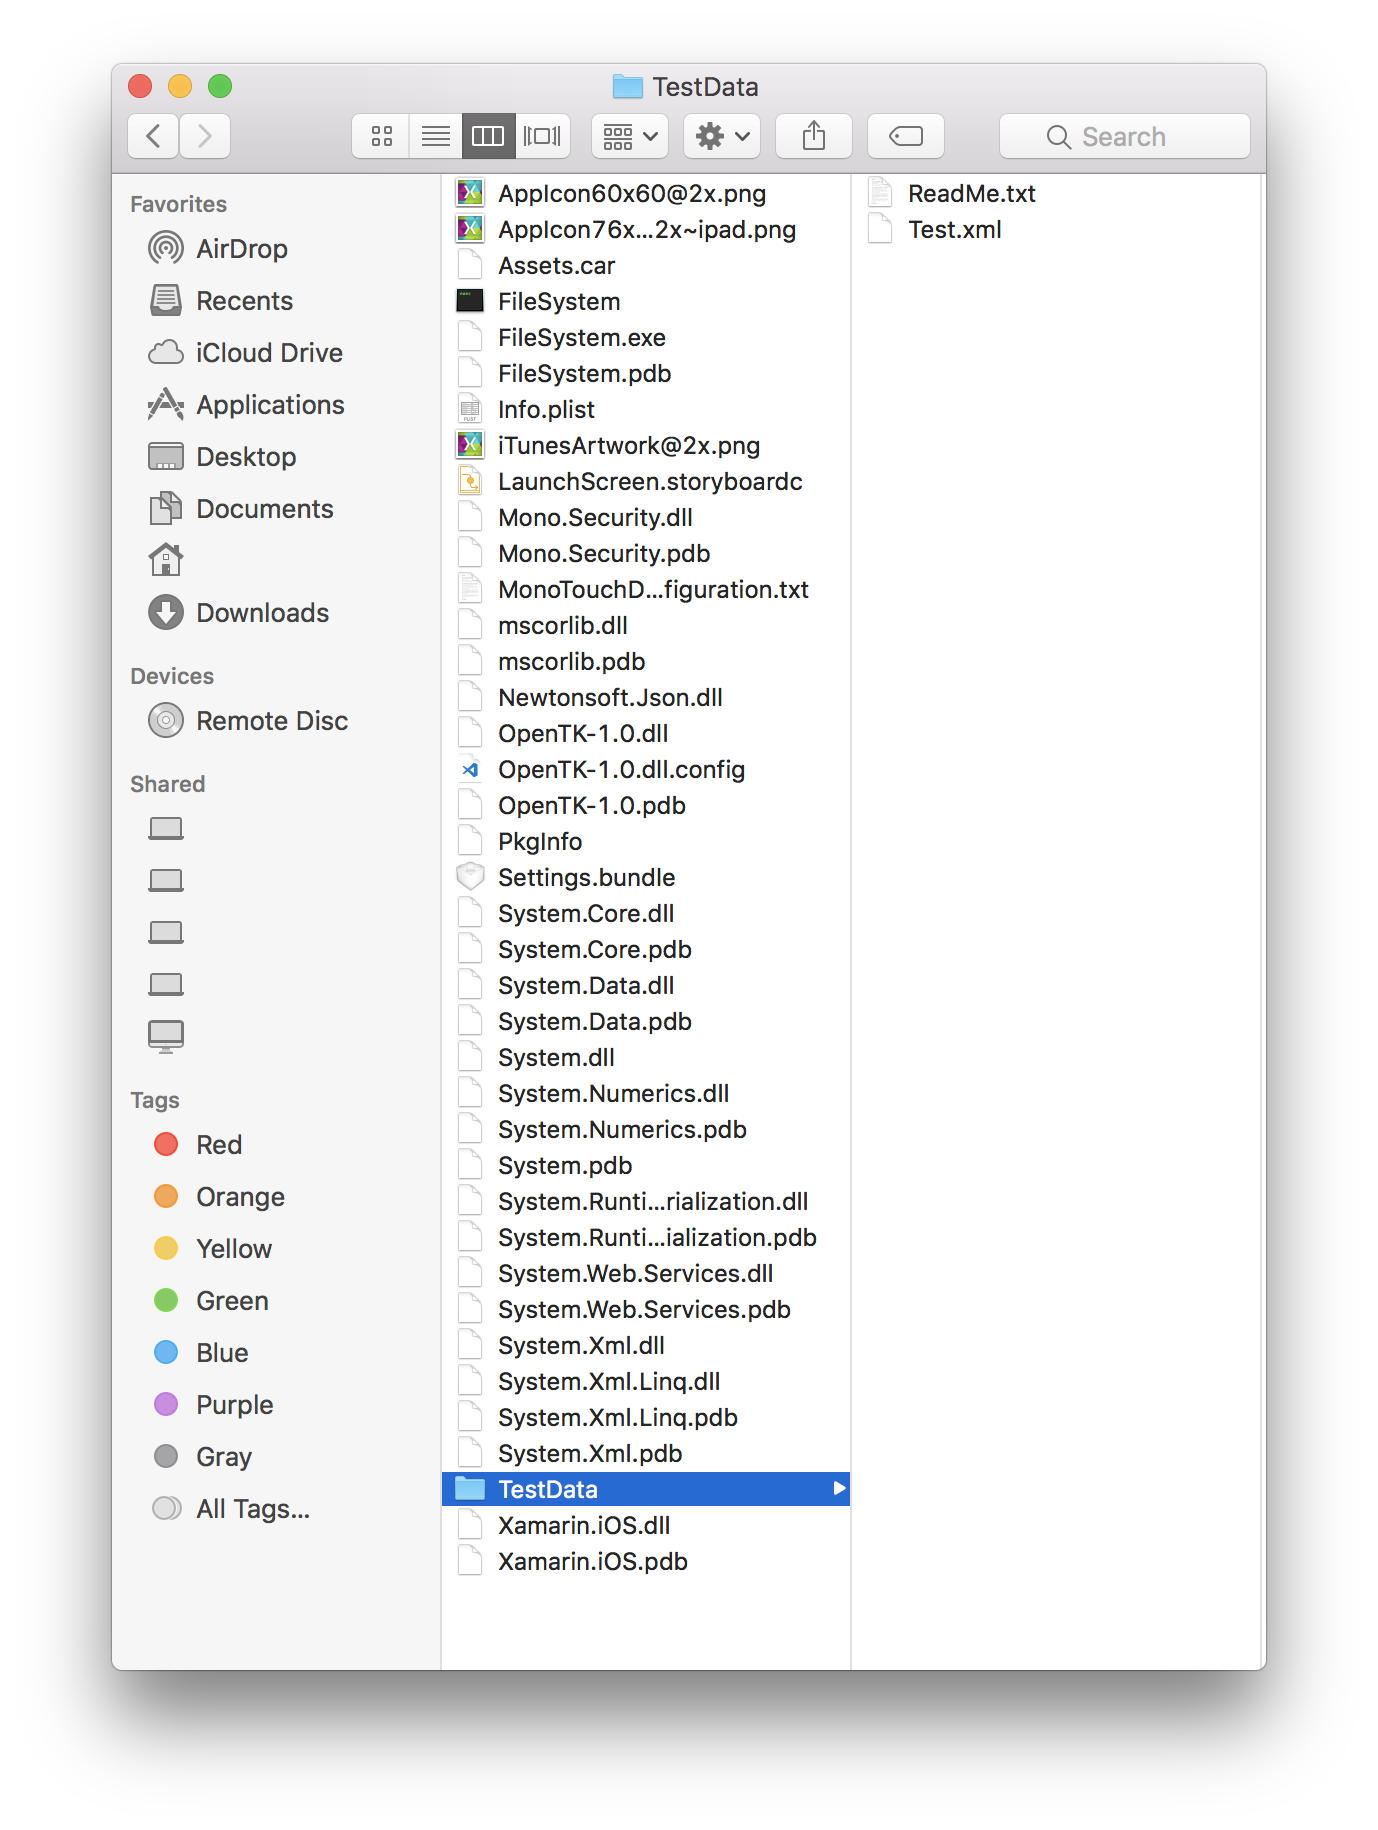 TestData
Search
Favorites
AirDrop
Recents
iCloud Drive
Applications
Desktop
Documents
Downloads
Devices
Remote Disc
Shared
Tags
Red
Orange
Yellow
Green
Blue
Purple
Gray
All Tags...
AppIcon60x60@2x.png
AppIcon76x...2x~ipad.png
Assets.car
FileSystem
FileSystem.exe
FileSystem.pdb
Info.plist
iTunesArtwork@2x.png
LaunchScreen.storyboardc
Mono.Security.dll
Mono.Security.pdb
MonoTouchD...figuration.txt
mscorlib.dll
mscorlib.pdb
Newtonsoft.Json.dll
OpenTK-1.0.dll
OpenTK-1.0.dll.config
OpenTK-1.0.pdb
PkgInfo
Settings.bundle
System.Core.dll
System.Core.pdb
System.Data.dll
System.Data.pdb
System.dll
System.Numerics.dll
System.Numerics.pdb
System.pdb
System.Runti...rialization.dll
System.Runti...ialization.pdb
System.Web.Services.dll
System.Web.Services.pdb
System.Xml.dll
System.Xml.Linq.dll
System.Xml.Linq.pdb
System.Xml.pdb
TestData
Xamarin.iOS.dll
Xamarin.iOS.pdb
ReadMe.txt
Test.xml